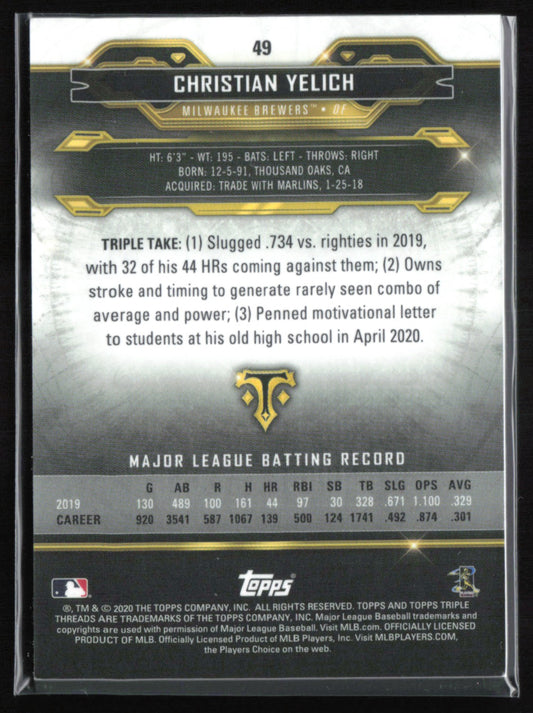 49
CHRISTIAN YELICH
MILWAUKEE BREWERS™ • OF
HT: 6'3" - WT: 195 - BATS: LEFT - THROWS: RIGHT
BORN: 12-5-91, THOUSAND OAKS, CA
ACQUIRED: TRADE WITH MARLINS, 1-25-18
TRIPLE TAKE: (1) Slugged .734 vs. righties in 2019,
with 32 of his 44 HRs coming against them; (2) Owns
stroke and timing to generate rarely seen combo of
average and power; (3) Penned motivational letter
to students at his old high school in April 2020.
T
MAJOR LEAGUE BATTING RECORD
G AB R H HR RBI SB TB SLG OPS AVG
2019 130 489 100 161 44 97 30 328 .671 1.100 .329
CAREER 920 3541 587 1067 139 500 124 1741 .492 .874 .301
topps®
®, TM & © 2020 THE TOPPS COMPANY, INC. ALL RIGHTS RESERVED. TOPPS AND TOPPS TRIPLE
THREADS ARE TRADEMARKS OF THE TOPPS COMPANY, INC. Major League Baseball trademarks and
copyrights are used with permission of Major League Baseball. Visit MLB.com. OFFICIALLY LICENSED
PRODUCT OF MLB. Officially Licensed Product of MLB Players, Inc. Visit MLBPLAYERS.COM,
the Players Choice on the web.